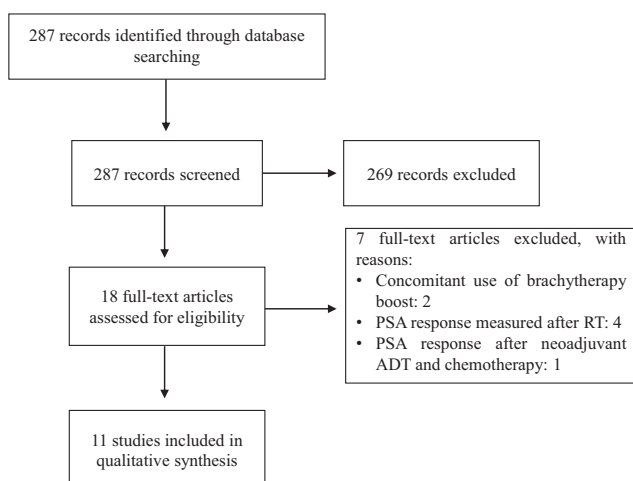 287 records identified through database
searching
287 records screened
269 records excluded
7 full-text articles excluded, with
reasons:
• Concomitant use of brachytherapy
boost: 2
• PSA response measured after RT: 4
• PSA response after neoadjuvant
ADT and chemotherapy: 1
18 full-text articles
assessed for eligibility
11 studies included in
qualitative synthesis